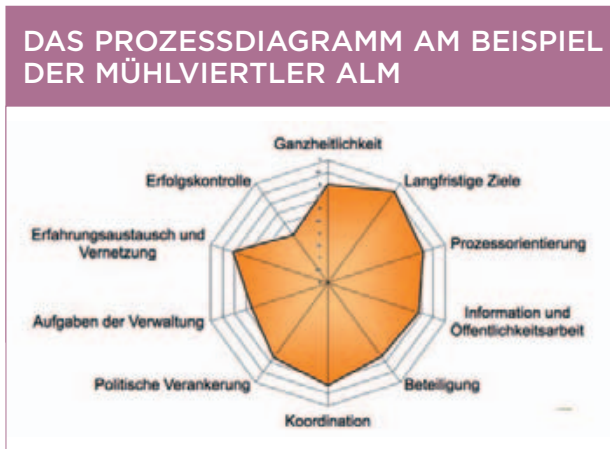 DAS PROZESSDIAGRAMM AM BEISPIEL
DER MÜHLVIERTLER ALM
Ganzheitlichkeit
Erfolgskontrolle
Langfristige Ziele
Erfahrungsaustausch und
Vernetzung
Prozessorientierung
Aufgaben der Verwaltung
Information und
Öffentlichkeitsarbeit
Politische Verankerung
Beteiligung
Koordination